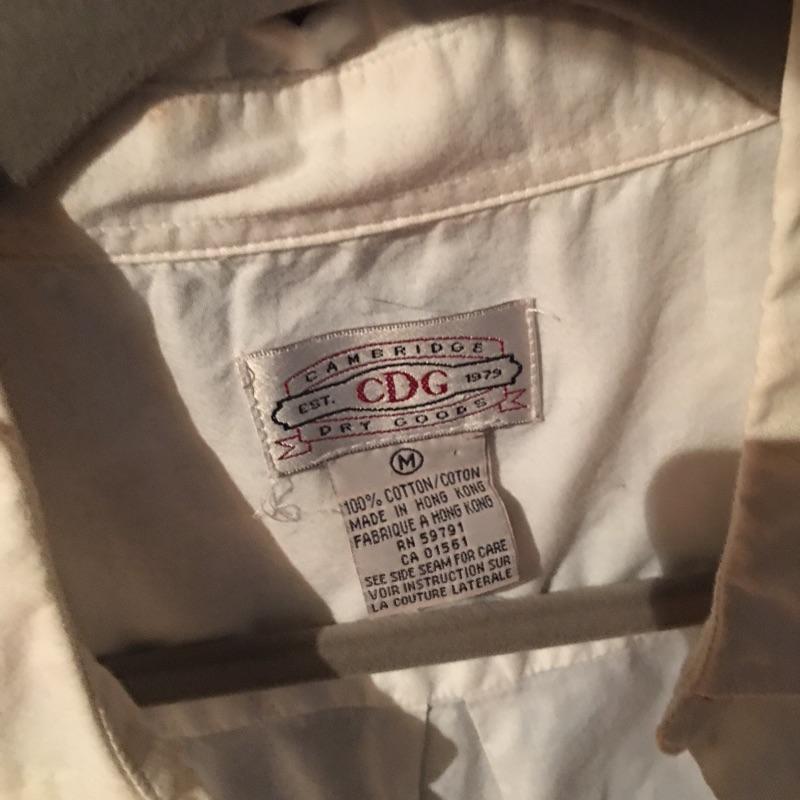 CAMBRIDGE
EST. CDG 1979
DRY GOODS
M
100% COTTON/COTON
MADE IN HONG KONG
FABRIQUE A HONG KONG
RN 59791
CA 01561
SEE SIDE SEAM FOR CARE
VOIR INSTRUCTION SUR
LA COUTURE LATERALE